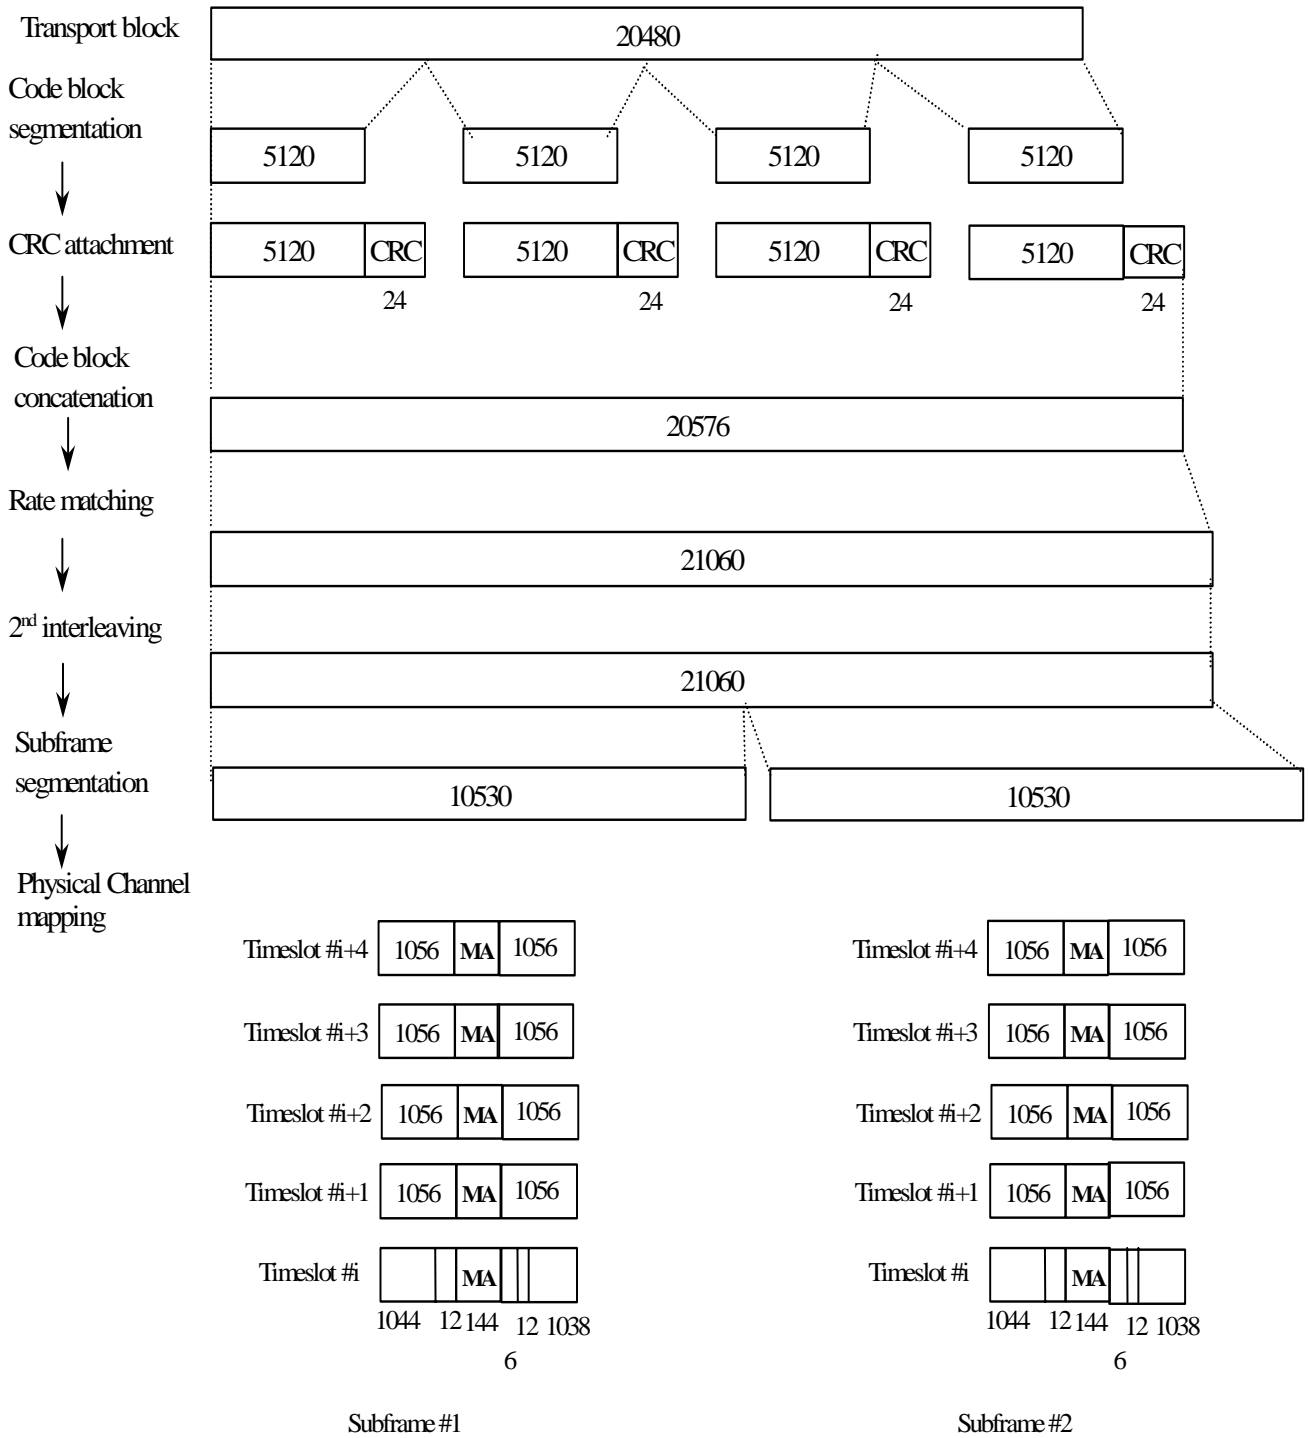 Transport block
20480
Code block
segmentation
5120 5120 5120 5120
CRC attachment
5120 CRC 5120 CRC 5120 CRC 5120 CRC
24 24 24 24
Code block
concatenation
20576
Rate matching
21060
2nd interleaving
21060
Subframe
segmentation
10530 10530
Physical Channel
mapping
Timeslot #i+4 1056 MA 1056 Timeslot #i+4 1056 MA 1056
Timeslot #i+3 1056 MA 1056 Timeslot #i+3 1056 MA 1056
Timeslot #i+2 1056 MA 1056 Timeslot #i+2 1056 MA 1056
Timeslot #i+1 1056 MA 1056 Timeslot #i+1 1056 MA 1056
Timeslot #i MA Timeslot #i MA
1044 12 144 12 1038 1044 12 144 12 1038
6 6
Subframe #1 Subframe #2